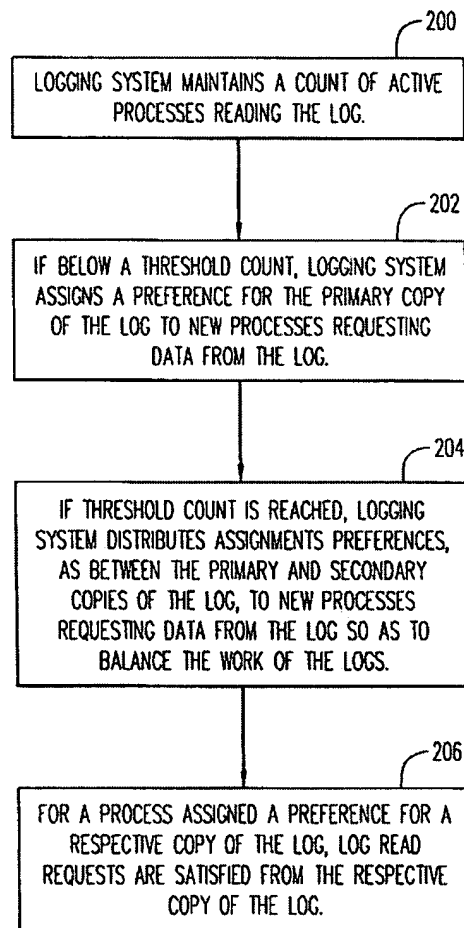 200
LOGGING SYSTEM MAINTAINS A COUNT OF ACTIVE
PROCESSES READING THE LOG.
202
IF BELOW A THRESHOLD COUNT, LOGGING SYSTEM
ASSIGNS A PREFERENCE FOR THE PRIMARY COPY
OF THE LOG TO NEW PROCESSES REQUESTING
DATA FROM THE LOG.
204
IF THRESHOLD COUNT IS REACHED, LOGGING
SYSTEM DISTRIBUTES ASSIGNMENTS PREFERENCES,
AS BETWEEN THE PRIMARY AND SECONDARY
COPIES OF THE LOG, TO NEW PROCESSES
REQUESTING DATA FROM THE LOG SO AS TO
BALANCE THE WORK OF THE LOGS.
206
FOR A PROCESS ASSIGNED A PREFERENCE FOR A
RESPECTIVE COPY OF THE LOG, LOG READ
REQUESTS ARE SATISFIED FROM THE RESPECTIVE
COPY OF THE LOG.